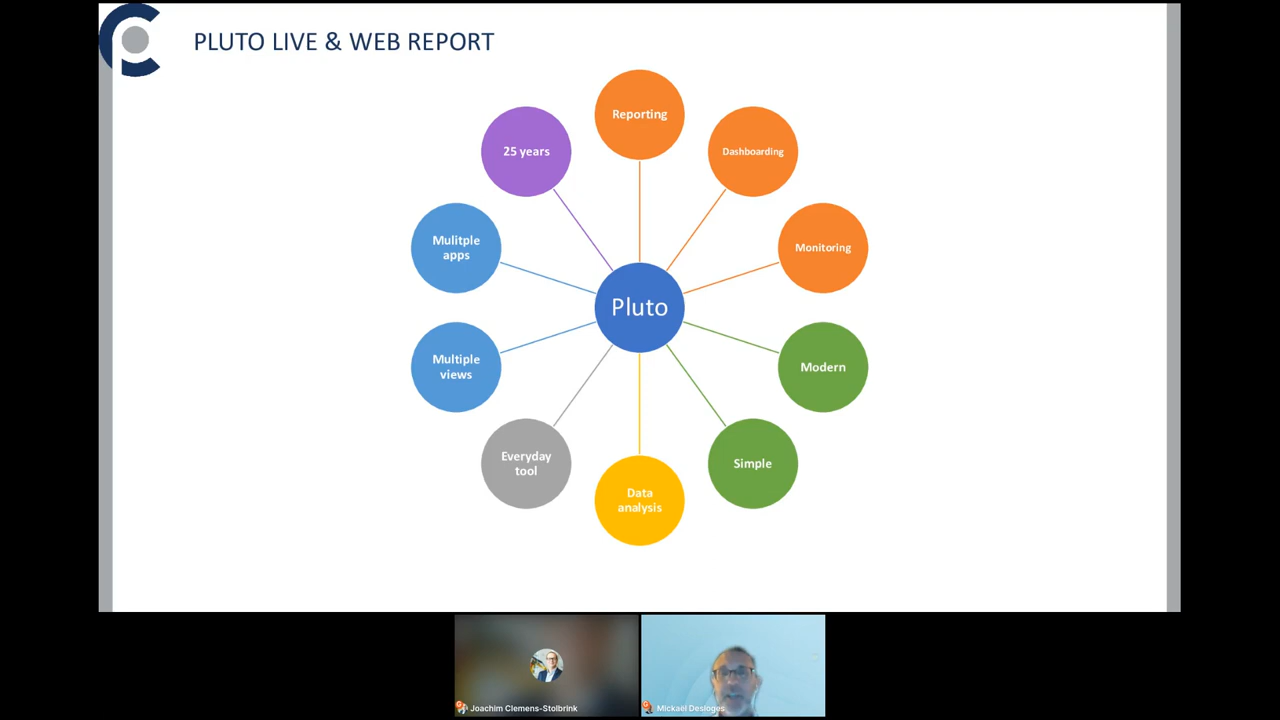 PLUTO LIVE & WEB REPORT
Reporting
25 years
Dashboarding
Mulitple
apps
Monitoring
Pluto
Multiple
views
Modern
Everyday
tool
Simple
Data
analysis
Joachim Clemens-Stolbrink
Mickaël Desloges